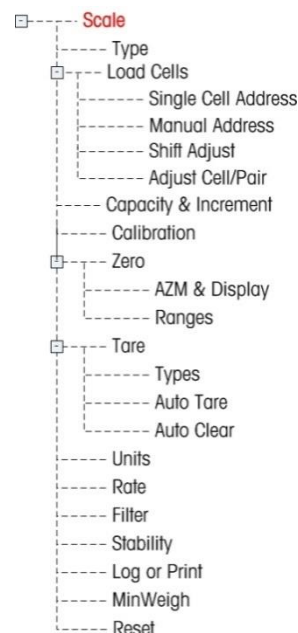 Scale
Type
Load Cells
Single Cell Address
Manual Address
Shift Adjust
Adjust Cell/Pair
Capacity & Increment
Calibration
Zero
AZM & Display
Ranges
Tare
Types
Auto Tare
Auto Clear
Units
Rate
Filter
Stability
Log or Print
MinWeigh
Reset